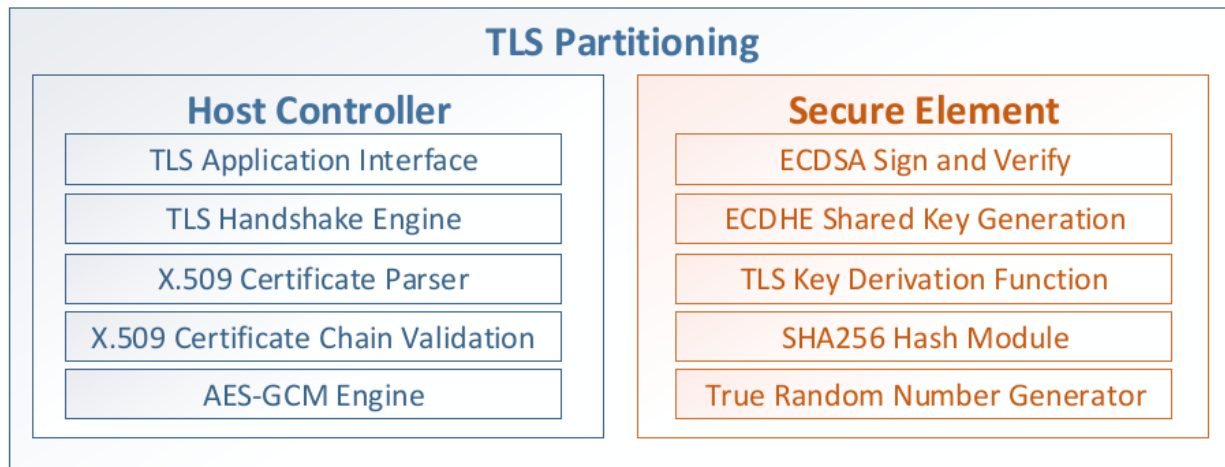 TLS Partitioning
Host Controller
TLS Application Interface
TLS Handshake Engine
X.509 Certificate Parser
X.509 Certificate Chain Validation
AES-GCM Engine
Secure Element
ECDSA Sign and Verify
ECDHE Shared Key Generation
TLS Key Derivation Function
SHA256 Hash Module
True Random Number Generator